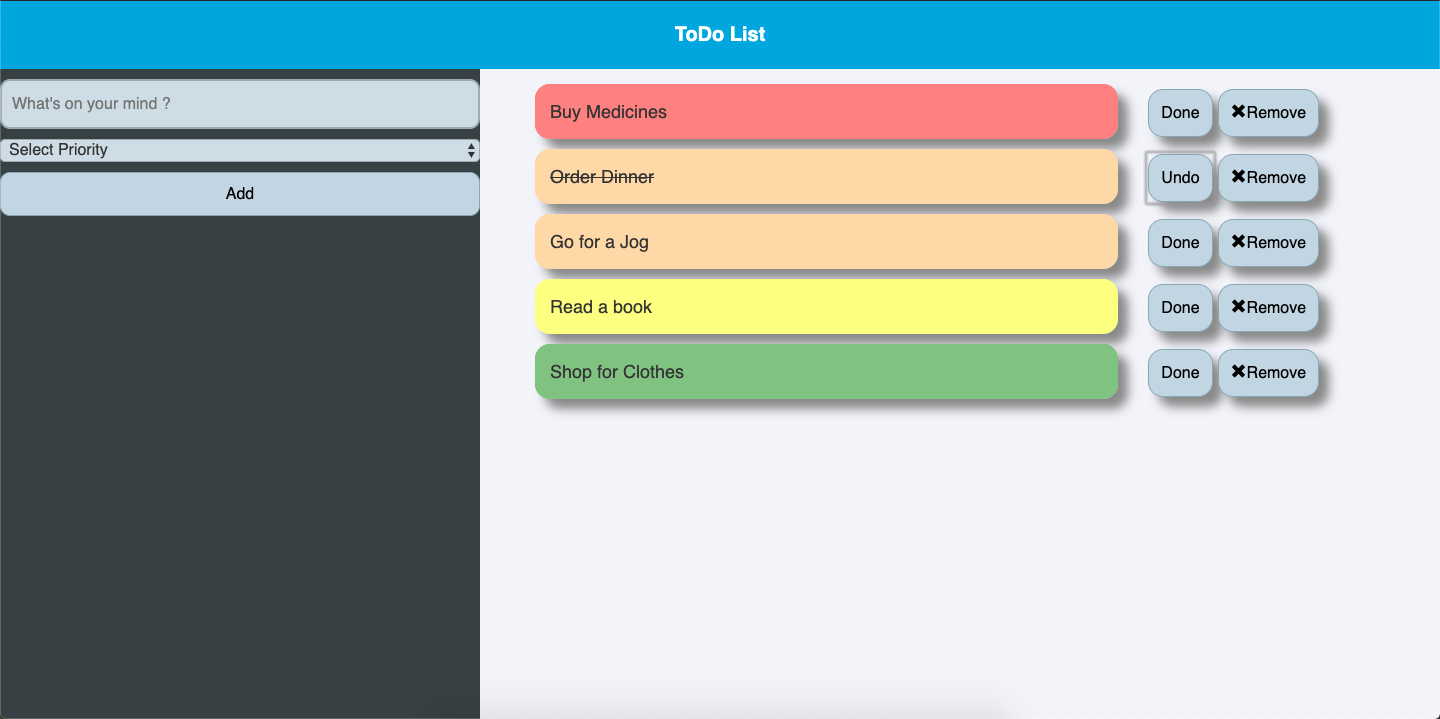 ToDo List
What's on your mind ?
Select Priority
Add
Buy Medicines
Done
✖Remove
Order Dinner
Undo
✖Remove
Go for a Jog
Done
✖Remove
Read a book
Done
✖Remove
Shop for Clothes
Done
✖Remove